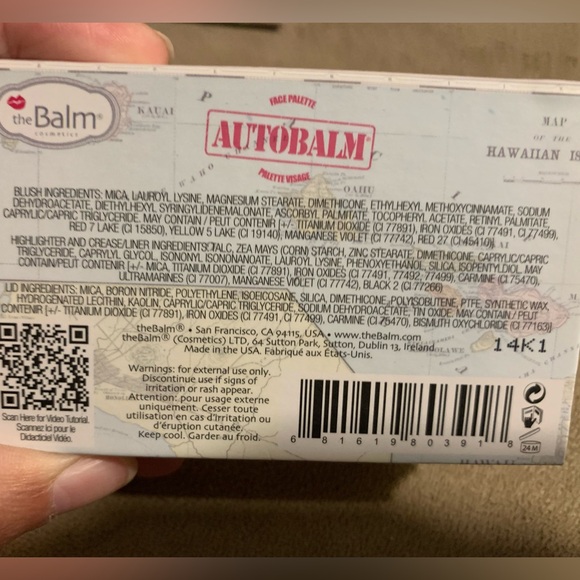 the Balm®
cosmetics
KAUAI
P
FACE PALETTE
AUTOBALM®
PALETTE VISAGE
OAHU
MAP
OF THE
HAWAIIAN IS
BLUSH INGREDIENTS: MICA, LAUROYL LYSINE, MAGNESIUM STEARATE, DIMETHICONE, ETHYLHEXYL METHOXYCINNAMATE, SODIUM
DEHYDROACETATE, DIETHYLHEXYL SYRINGYLIDENEMALONATE, ASCORBYL PALMITATE, TOCOPHERYL ACETATE, RETINYL PALMITATE,
CAPRYLIC/CAPRIC TRIGLYCERIDE. MAY CONTAIN / PEUT CONTENIR [+/- TITANIUM DIOXIDE (CI 77891), IRON OXIDES (CI 77491, CI 77499),
RED 7 LAKE (CI 15850), YELLOW 5 LAKE (CI 19140), MANGANESE VIOLET (CI 77742), RED 27 (CI 45410)]
HIGHLIGHTER AND CREASE/LINER INGREDIENTS: TALC, ZEA MAYS (CORN) STARCH, ZINC STEARATE, DIMETHICONE, CAPRYLIC/CAPRIC
TRIGLYCERIDE, CAPRYLYL GLYCOL, ISONONYL ISONONANOATE, LAUROYL LYSINE, PHENOXYETHANOL, SILICA, ISOPENTYLDIOL. MAY
CONTAIN/PEUT CONTENIR [+/- MICA, TITANIUM DIOXIDE (CI 77891), IRON OXIDES (CI 77491, 77492, 77499), CARMINE (CI 75470),
ULTRAMARINES (CI 77007), MANGANESE VIOLET (CI 77742), BLACK 2 (CI 77266)
LID INGREDIENTS: MICA, BORON NITRIDE, POLYETHYLENE, ISOEICOSANE, SILICA, DIMETHICONE, POLYISOBUTENE, PTFE, SYNTHETIC WAX,
HYDROGENATED LECITHIN, KAOLIN, CAPRYLIC/CAPRIC TRIGLYCERIDE, SODIUM DEHYDROACETATE, TIN OXIDE. MAY CONTAIN / PEUT
CONTENIR [+/- TITANIUM DIOXIDE (CI 77891), IRON OXIDES (CI 77491, CI 77499), CARMINE (CI 75470), BISMUTH OXYCHLORIDE (CI 77163)]
theBalm® • San Francisco, CA 94115, USA • www.theBalm.com
theBalm® (Cosmetics) LTD, 64 Sutton Park, Sutton, Dublin 13, Ireland
Made in the USA. Fabriqué aux États-Unis.
14K1
Warnings: for external use only.
Discontinue use if signs of
irritation or rash appear.
Attention: pour usage externe
uniquement. Cesser toute
utilisation en cas d'irritation ou
d'éruption cutanée.
Keep cool. Garder au froid.
Scan Here for Video Tutorial.
Scannez ici pour le
Didacticiel Vidéo.
6 81619 80391 8
24 M
HAWAII